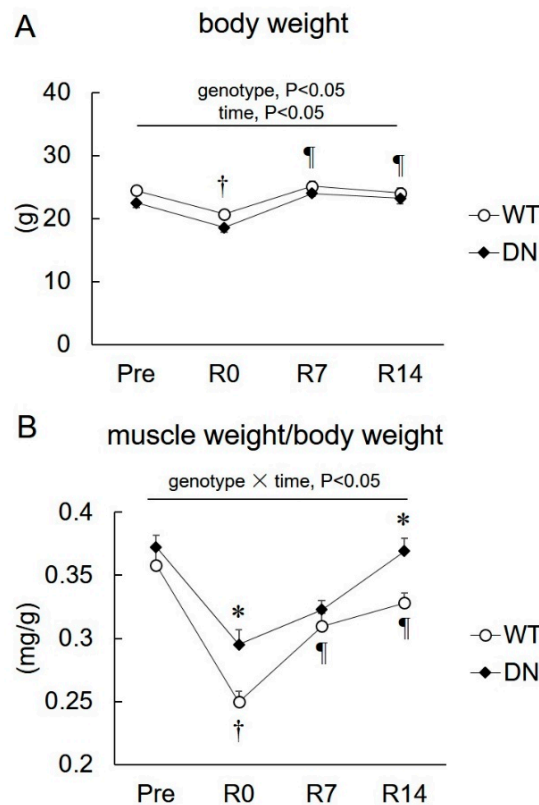 A
body weight
genotype, P<0.05
time, P<0.05
40
30
20
10
0
(g)
†
¶
¶
WT
DN
Pre R0 R7 R14
B
muscle weight/body weight
genotype × time, P<0.05
0.4
0.35
0.3
0.25
0.2
(mg/g)
*
†
¶
*
¶
WT
DN
Pre R0 R7 R14